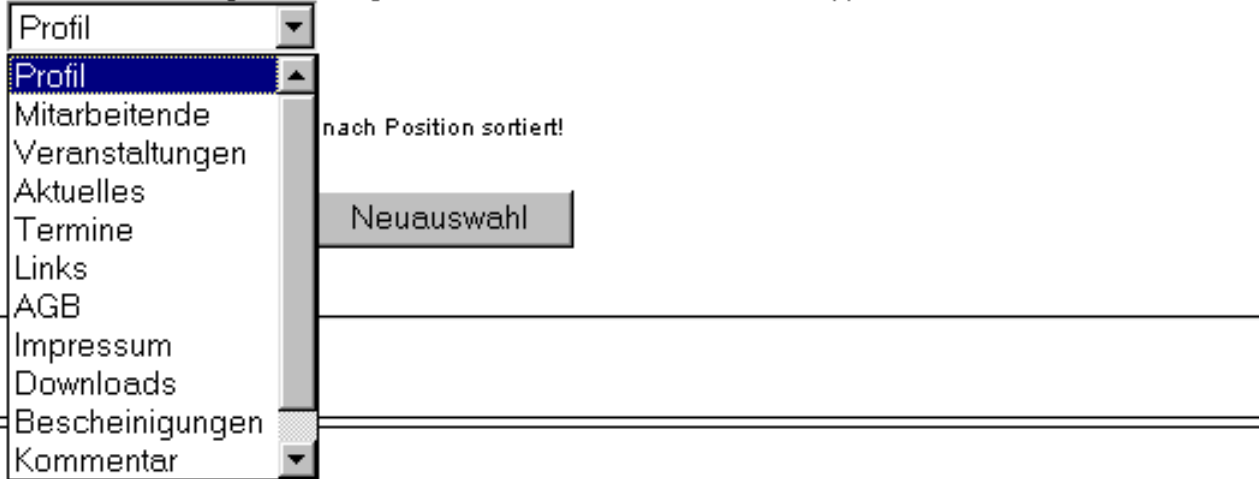 Profil
Profil
Mitarbeitende
nach Position sortiert!
Veranstaltungen
Aktuelles
Neuauswahl
Termine
Links
AGB
Impressum
Downloads
Bescheinigungen
Kommentar